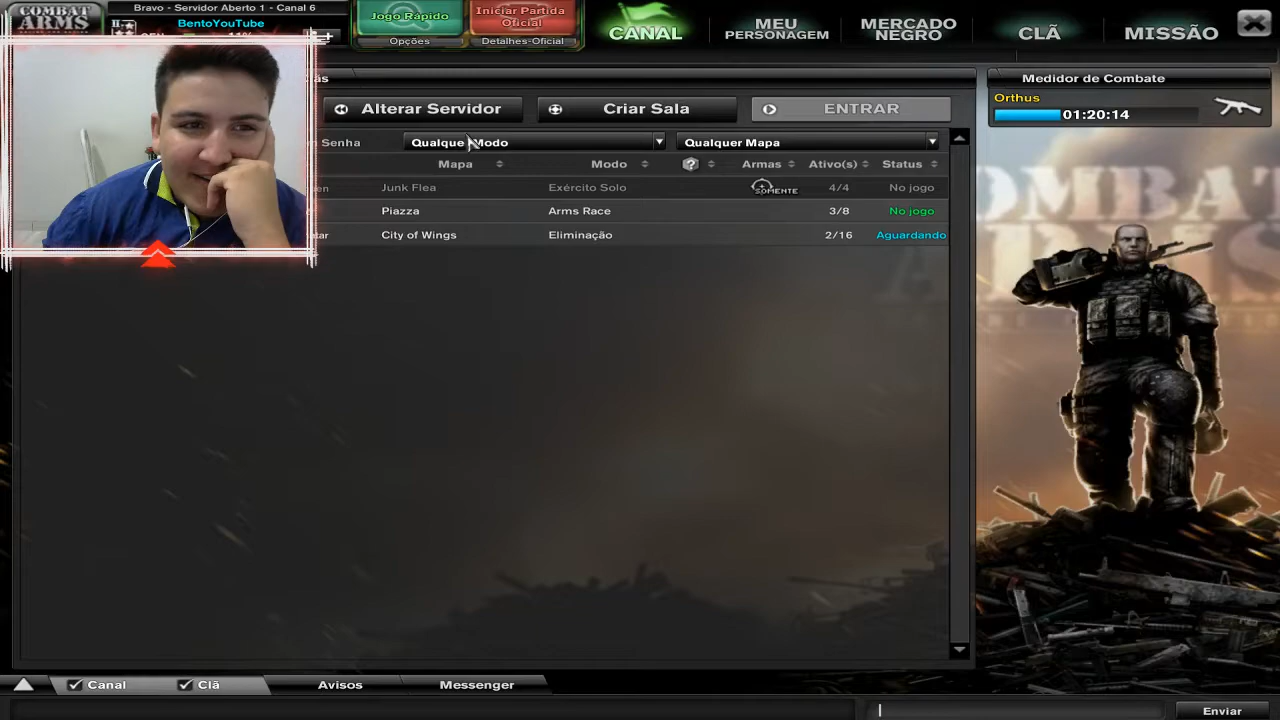 COMBAT ARMS
Bravo - Servidor Aberto 1 - Canal 6
BentoYouTube
11%
Jogo Rápido
Opções
Iniciar Partida Oficial
Detalhes-Oficial
CANAL
MEU PERSONAGEM
MERCADO NEGRO
CLÃ
MISSÃO
Alterar Servidor
Criar Sala
ENTRAR
Senha
Qualquer Mapa
Mapa
Modo
Armas
Ativo(s)
Status
Junk Flea
Exército Solo
SOMENTE
4/4
No jogo
Piazza
Arms Race
3/8
No jogo
City of Wings
Eliminação
2/16
Aguardando
Medidor de Combate
Orthus
01:20:14
Canal
Clã
Avisos
Messenger
Enviar